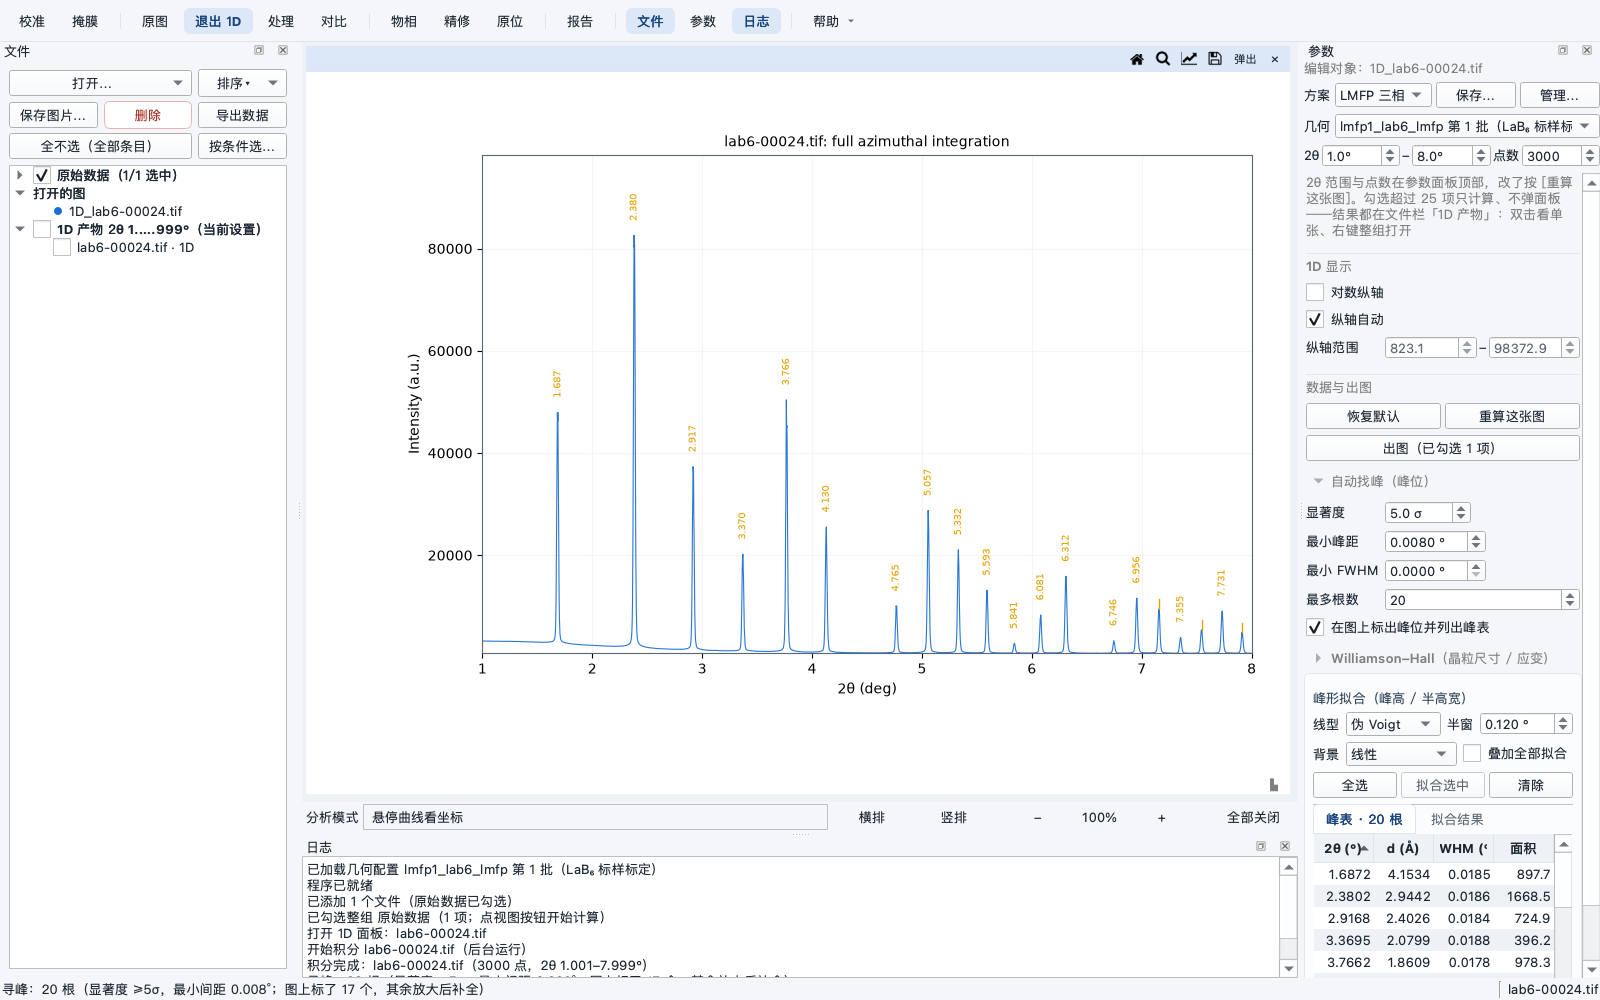 校准 掩膜 原图 退出 1D 处理 对比 物相 精修 原位 报告 文件 参数 日志 帮助
文件
打开... 排序
保存图片... 删除 导出数据
全不选（全部条目） 按条件选...
原始数据（1/1 选中）
打开的图
1D_lab6-00024.tif
1D 产物 2θ 1.....999°（当前设置）
lab6-00024.tif · 1D
弹出 ×
lab6-00024.tif: full azimuthal integration
Intensity (a.u.)
80000
60000
40000
20000
1.687
2.380
2.917
3.370
3.766
4.130
4.765
5.057
5.332
5.593
5.841
6.081
6.312
6.746
6.956
7.355
7.731
1 2 3 4 5 6 7 8
2θ (deg)
分析模式 悬停曲线看坐标 横排 竖排 − 100% + 全部关闭
日志
已加载几何配置 lmfp1_lab6_lmfp 第 1 批（LaB₆ 标样标定）
程序已就绪
已添加 1 个文件（原始数据已勾选）
已勾选整组 原始数据（1 项；点视图按钮开始计算）
打开 1D 面板：lab6-00024.tif
开始积分 lab6-00024.tif（后台运行）
积分完成：lab6-00024.tif（3000 点，2θ 1.001–7.999°）
寻峰：20 根（显著度 ≥5σ，最小间距 0.008°；图上标了 17 个，其余放大后补全）
lab6-00024.tif
参数
编辑对象：1D_lab6-00024.tif
方案 LMFP 三相 保存... 管理...
几何 lmfp1_lab6_lmfp 第 1 批（LaB₆ 标样标
2θ 1.0° – 8.0° 点数 3000
2θ 范围与点数在参数面板顶部，改了按 [重算
这张图]。勾选超过 25 项只计算、不弹面板
——结果都在文件栏「1D 产物」：双击看单
张、右键整组打开
1D 显示
对数纵轴
纵轴自动
纵轴范围 823.1 – 98372.9
数据与出图
恢复默认 重算这张图
出图（已勾选 1 项）
自动找峰（峰位）
显著度 5.0 σ
最小峰距 0.0080 °
最小 FWHM 0.0000 °
最多根数 20
在图上标出峰位并列出峰表
Williamson–Hall（晶粒尺寸 / 应变）
峰形拟合（峰高 / 半高宽）
线型 伪 Voigt 半窗 0.120 °
背景 线性 叠加全部拟合
全选 拟合选中 清除
峰表 · 20 根 拟合结果
2θ (°) d (Å) WHM (° 面积
1.6872 4.1534 0.0185 897.7
2.3802 2.9442 0.0186 1668.5
2.9168 2.4026 0.0184 724.9
3.3695 2.0799 0.0188 396.2
3.7662 1.8609 0.0178 978.3